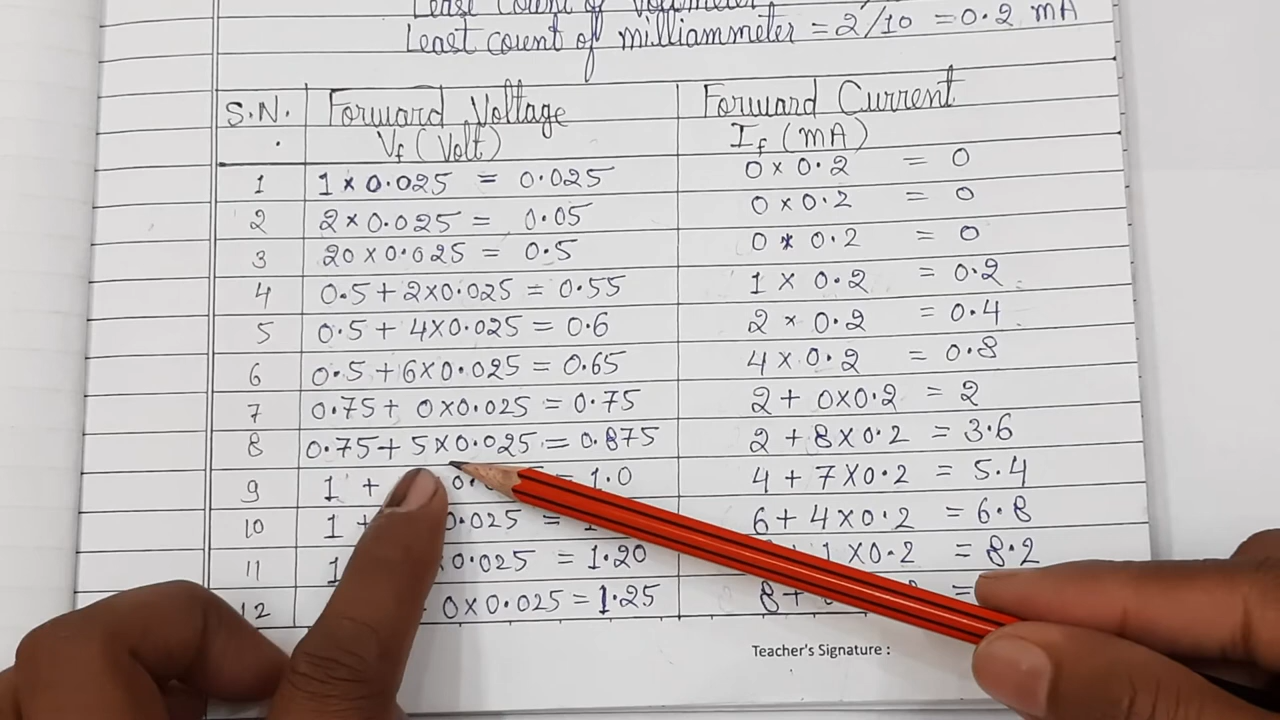 Least count of Voltmeter
Least count of milliammeter = 2/10 = 0.2 mA
S.N. Forward Voltage Forward Current
V_f (Volt) I_f (mA)
1 1 × 0.025 = 0.025 0 × 0.2 = 0
2 2 × 0.025 = 0.05 0 × 0.2 = 0
3 20 × 0.025 = 0.5 0 × 0.2 = 0
4 0.5 + 2×0.025 = 0.55 1 × 0.2 = 0.2
5 0.5 + 4×0.025 = 0.6 2 × 0.2 = 0.4
6 0.5 + 6×0.025 = 0.65 4 × 0.2 = 0.8
7 0.75 + 0×0.025 = 0.75 2 + 0×0.2 = 2
8 0.75 + 5×0.025 = 0.875 2 + 8×0.2 = 3.6
9 1 + = 1.0 4 + 7×0.2 = 5.4
10 1 + 0.025 = 6 + 4×0.2 = 6.8
11 1 ×0.025 = 1.20 1×0.2 = 8.2
12 0×0.025 = 1.25 8 + =
Teacher's Signature :